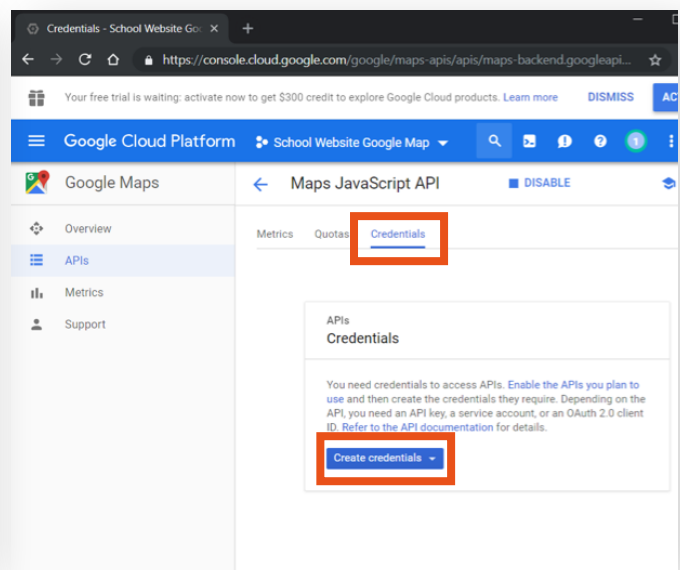 Credentials - School Website Goo
https://console.cloud.google.com/google/maps-apis/apis/maps-backend.googleapi...
Your free trial is waiting: activate now to get $300 credit to explore Google Cloud products. Learn more DISMISS AC
Google Cloud Platform School Website Google Map 1
Google Maps
Maps JavaScript API DISABLE
Overview
APIs
Metrics
Support
Metrics Quotas Credentials
APIs
Credentials
You need credentials to access APIs. Enable the APIs you plan to
use and then create the credentials they require. Depending on the
API, you need an API key, a service account, or an OAuth 2.0 client
ID. Refer to the API documentation for details.
Create credentials